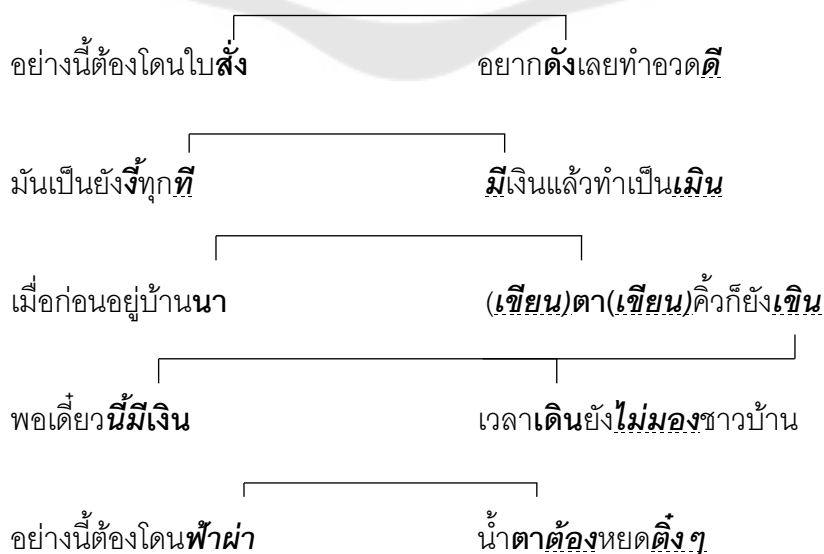 อย่างนี้ต้องโดนใบสั่ง อยากดังเลยทำอวดดี
มันเป็นยังงี้ทุกที มีเงินแล้วทำเป็นเมิน
เมื่อก่อนอยู่บ้านนา (เขียน)ตา(เขียน)คิ้วก็ยังเขิน
พอเดี๋ยวนี้มีเงิน เวลาเดินยังไม่มองชาวบ้าน
อย่างนี้ต้องโดนฟ้าผ่า น้ำตาต้องหยดติ๋ง ๆ